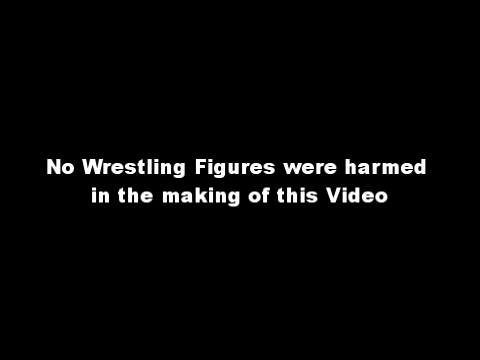 No Wrestling Figures were harmed
in the making of this Video